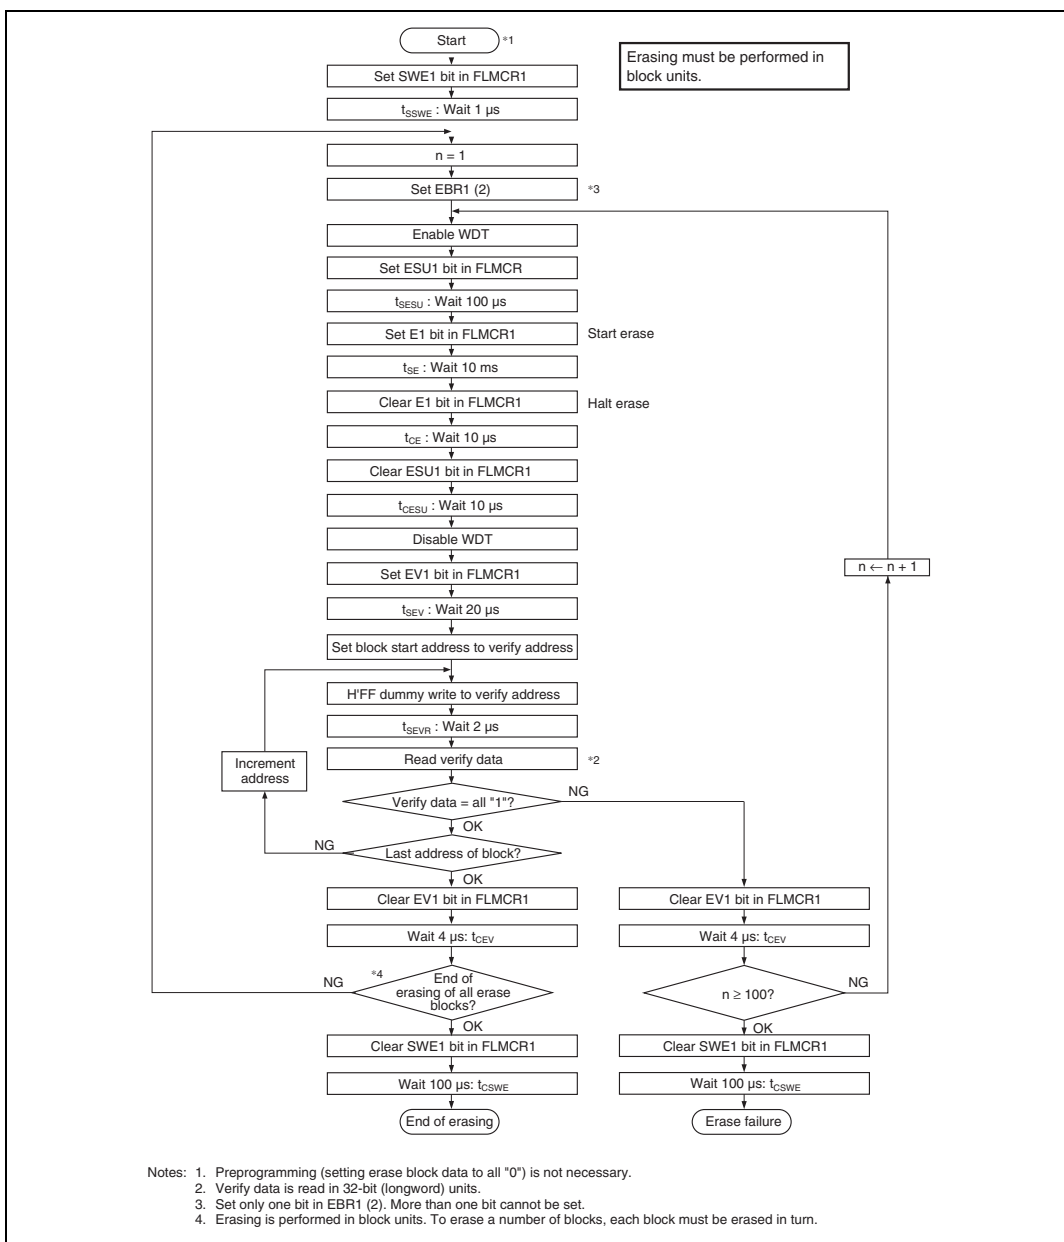 Start *1
Erasing must be performed in
block units.
Set SWE1 bit in FLMCR1
tSSWE : Wait 1 µs
n = 1
Set EBR1 (2) *3
Enable WDT
Set ESU1 bit in FLMCR
tSESU : Wait 100 µs
Set E1 bit in FLMCR1 Start erase
tSE : Wait 10 ms
Clear E1 bit in FLMCR1 Halt erase
tCE : Wait 10 µs
Clear ESU1 bit in FLMCR1
tCESU : Wait 10 µs
Disable WDT
n ← n + 1
Set EV1 bit in FLMCR1
tSEV : Wait 20 µs
Set block start address to verify address
H'FF dummy write to verify address
tSEVR : Wait 2 µs
Read verify data *2
Increment
address
Verify data = all "1"?
NG
OK
NG
Last address of block?
OK
Clear EV1 bit in FLMCR1
Clear EV1 bit in FLMCR1
Wait 4 µs: tCEV
Wait 4 µs: tCEV
NG
*4
End of
erasing of all erase
blocks?
n ≥ 100?
NG
OK
OK
Clear SWE1 bit in FLMCR1
Clear SWE1 bit in FLMCR1
Wait 100 µs: tCSWE
Wait 100 µs: tCSWE
End of erasing
Erase failure
Notes: 1. Preprogramming (setting erase block data to all "0") is not necessary.
2. Verify data is read in 32-bit (longword) units.
3. Set only one bit in EBR1 (2). More than one bit cannot be set.
4. Erasing is performed in block units. To erase a number of blocks, each block must be erased in turn.